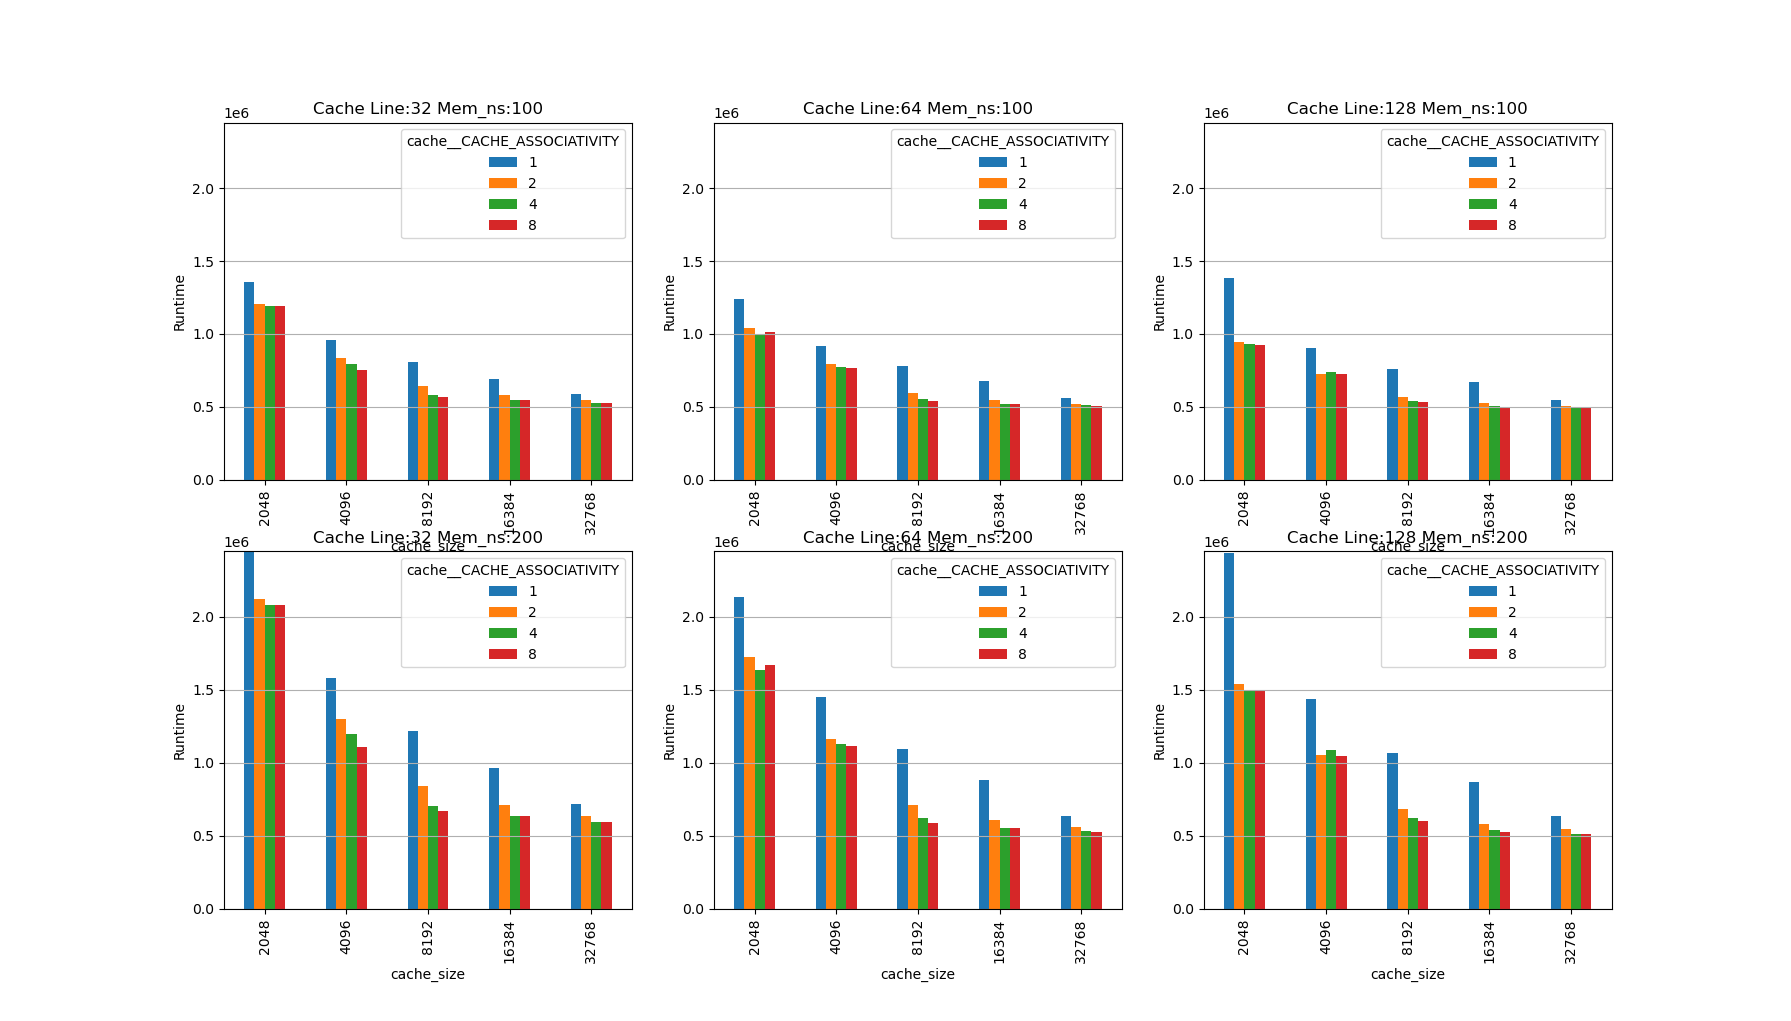 Cache Line:32 Mem_ns:100
1e6
cache__CACHE_ASSOCIATIVITY
1
2
4
8
2.0
1.5
1.0
0.5
0.0
Runtime
2048
4096
8192
16384
32768
cache_size
Cache Line:64 Mem_ns:100
1e6
cache__CACHE_ASSOCIATIVITY
1
2
4
8
2.0
1.5
1.0
0.5
0.0
Runtime
2048
4096
8192
16384
32768
cache_size
Cache Line:128 Mem_ns:100
1e6
cache__CACHE_ASSOCIATIVITY
1
2
4
8
2.0
1.5
1.0
0.5
0.0
Runtime
2048
4096
8192
16384
32768
cache_size
Cache Line:32 Mem_ns:200
1e6
cache__CACHE_ASSOCIATIVITY
1
2
4
8
2.0
1.5
1.0
0.5
0.0
Runtime
2048
4096
8192
16384
32768
cache_size
Cache Line:64 Mem_ns:200
1e6
cache__CACHE_ASSOCIATIVITY
1
2
4
8
2.0
1.5
1.0
0.5
0.0
Runtime
2048
4096
8192
16384
32768
cache_size
Cache Line:128 Mem_ns:200
1e6
cache__CACHE_ASSOCIATIVITY
1
2
4
8
2.0
1.5
1.0
0.5
0.0
Runtime
2048
4096
8192
16384
32768
cache_size